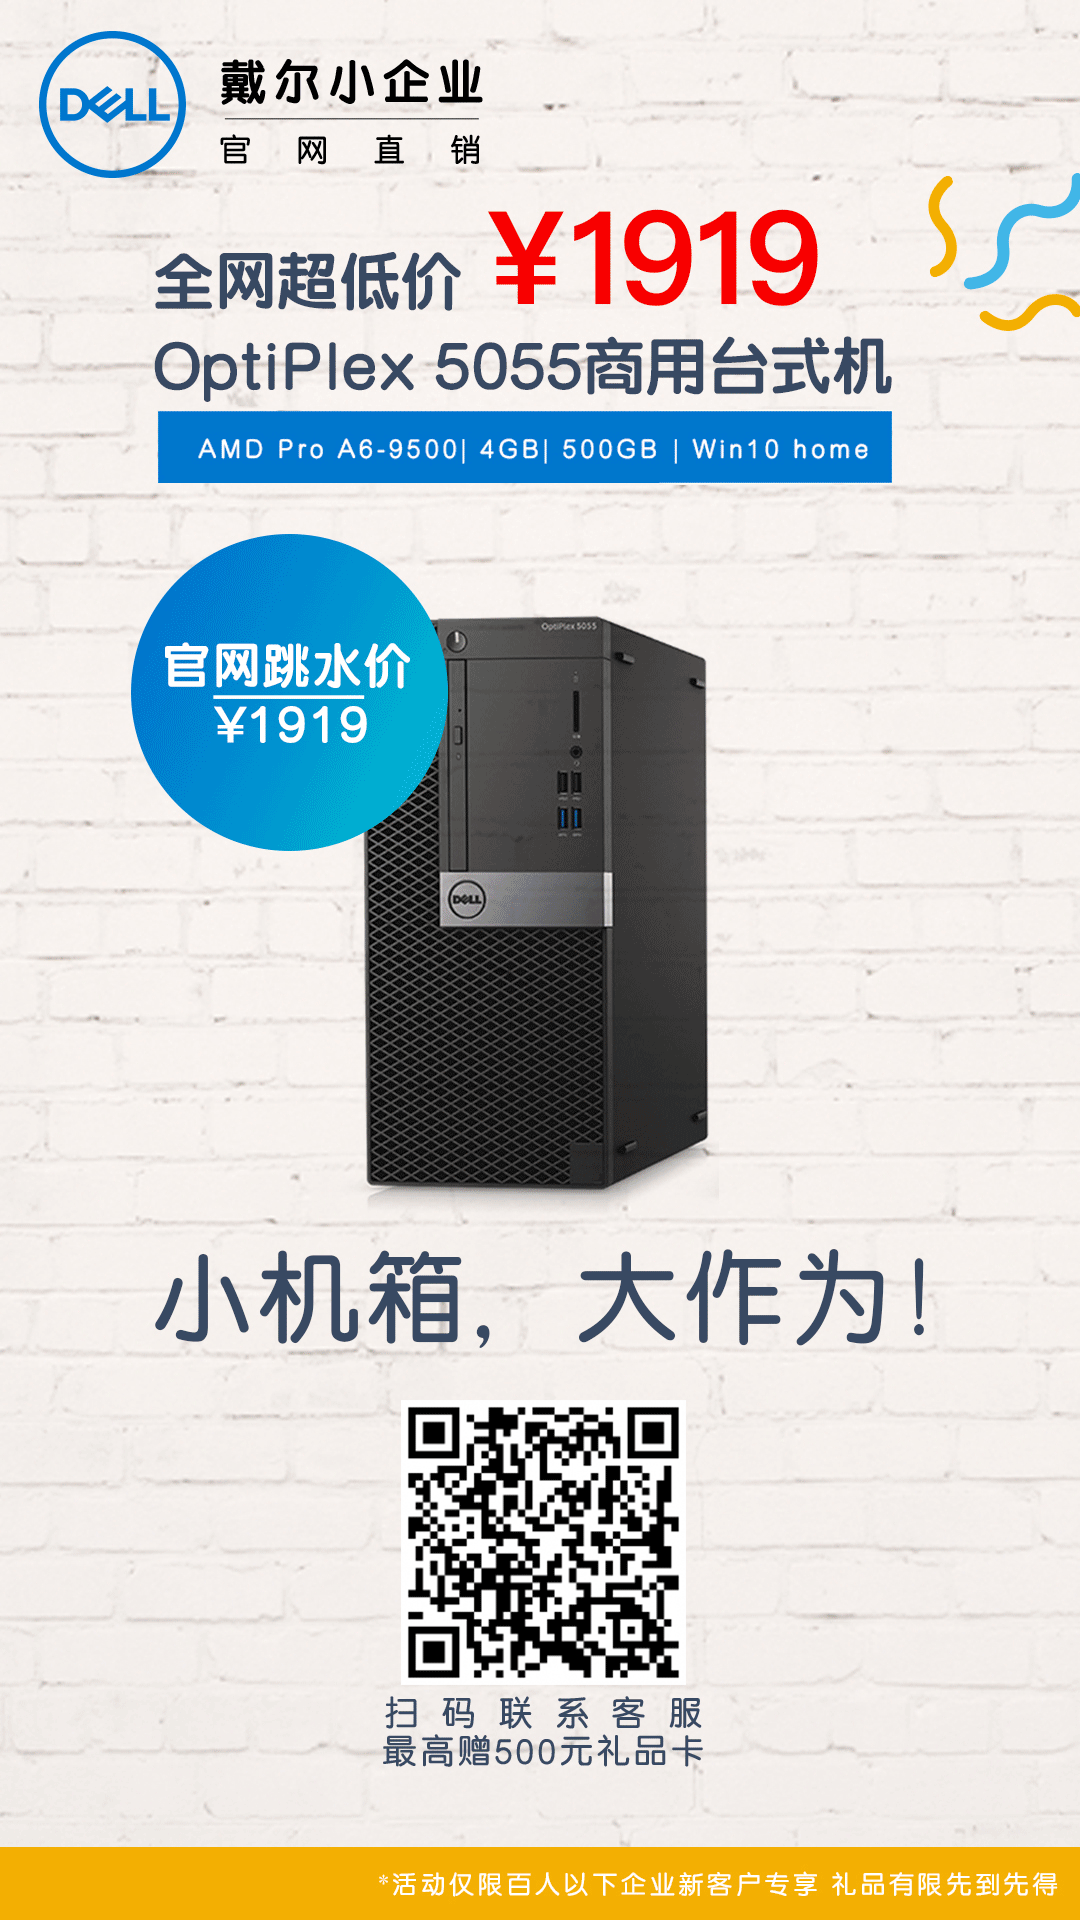 DELL
戴尔小企业
官网直销
全网超低价 ¥1919
OptiPlex 5055商用台式机
AMD Pro A6-9500| 4GB| 500GB | Win10 home
官网跳水价
¥1919
OptiPlex 5055
DELL
小机箱，大作为！
扫码联系客服
最高赠500元礼品卡
*活动仅限百人以下企业新客户专享 礼品有限先到先得